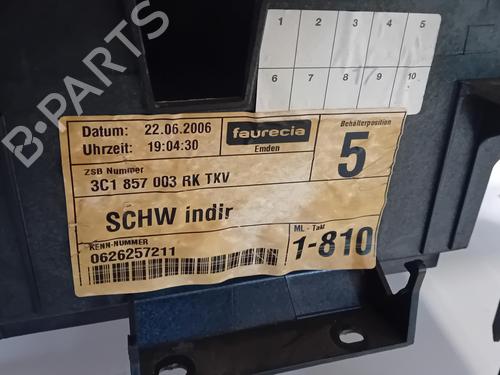 1 2 3 4 5
6 7 8 9 10
B-PARTS
Datum: 22.06.2006
Uhrzeit: 19:04:30
faurecia
Emden
Behälterposition
5
ZSB Nummer
3C1 857 003 RK TKV
SCHW indir
ML - Takt
1-810
KENN-NUMMER
0626257211